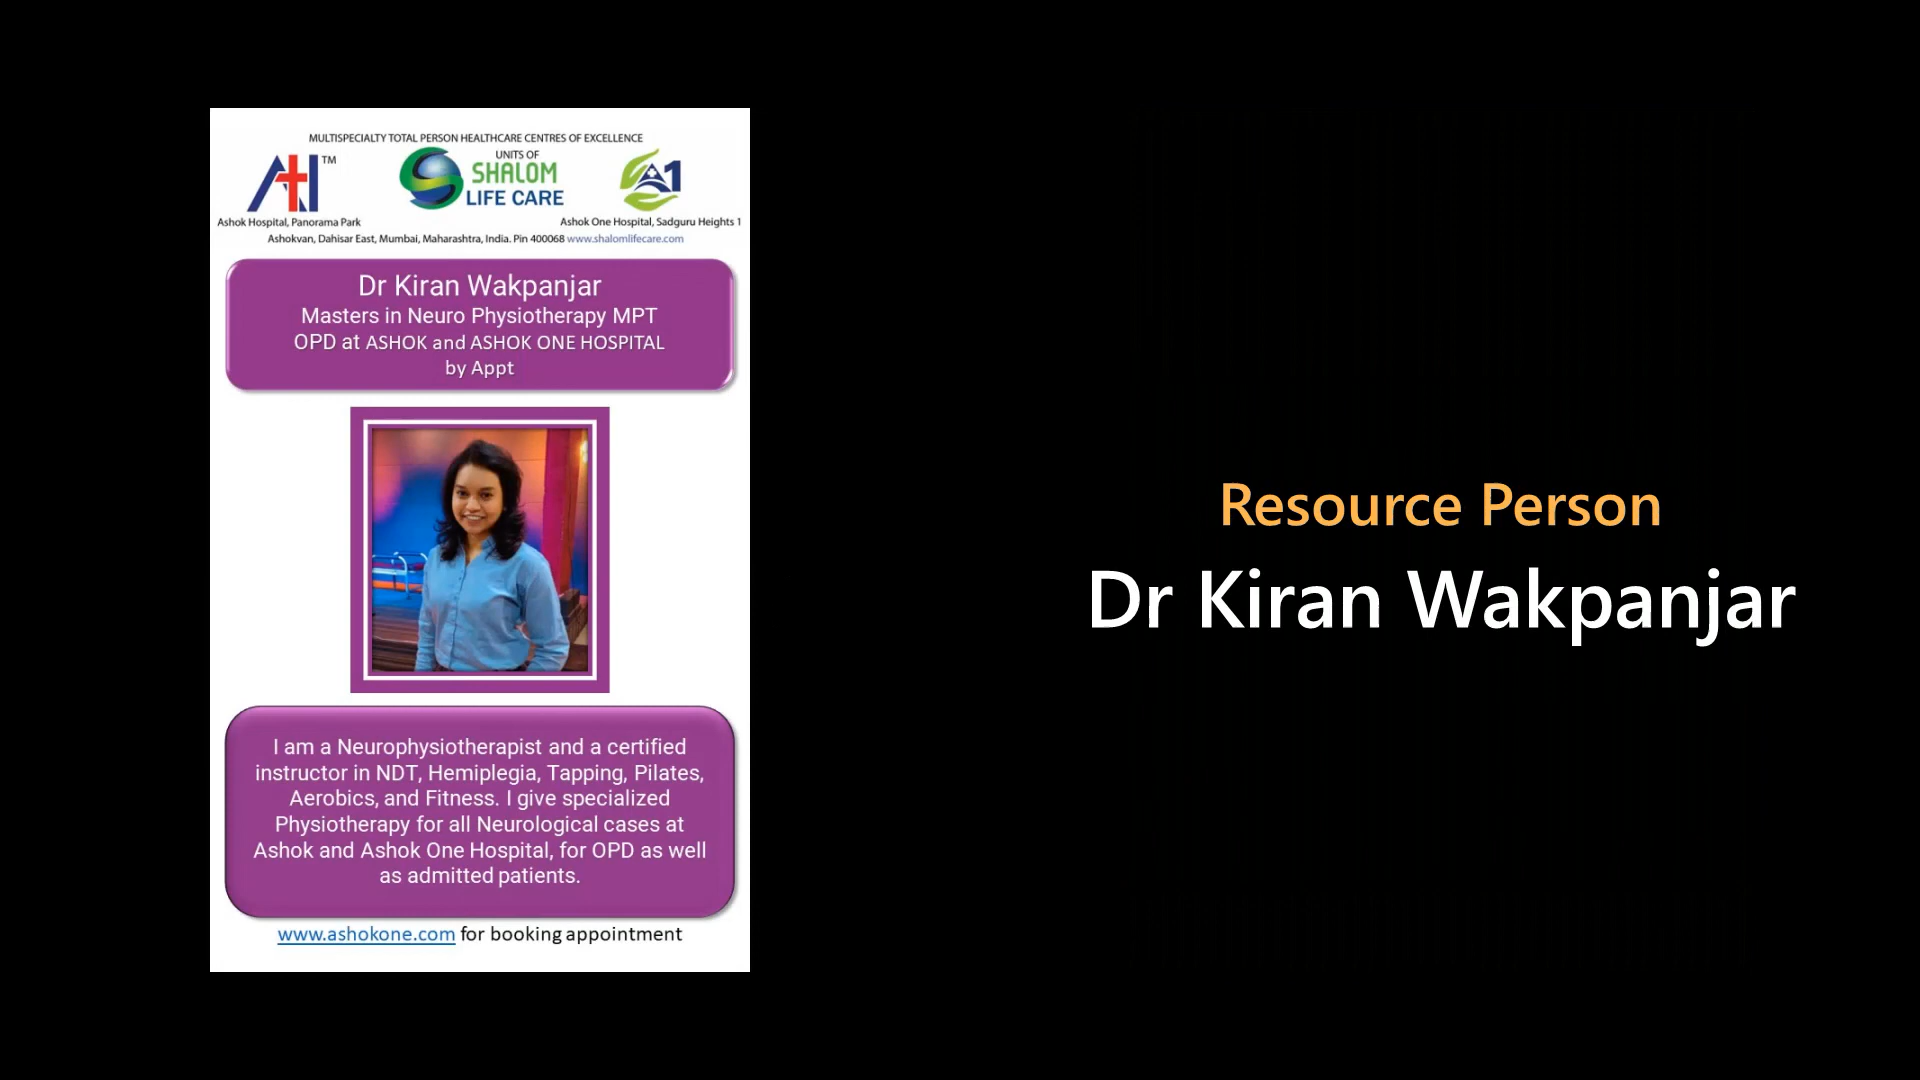 MULTISPECIALTY TOTAL PERSON HEALTHCARE CENTRES OF EXCELLENCE
UNITS OF
AHI TM
SHALOM
LIFE CARE
A1
Ashok Hospital, Panorama Park
Ashok One Hospital, Sadguru Heights 1
Ashokvan, Dahisar East, Mumbai, Maharashtra, India. Pin 400068 www.shalomlifecare.com
Dr Kiran Wakpanjar
Masters in Neuro Physiotherapy MPT
OPD at ASHOK and ASHOK ONE HOSPITAL
by Appt
I am a Neurophysiotherapist and a certified
instructor in NDT, Hemiplegia, Tapping, Pilates,
Aerobics, and Fitness. I give specialized
Physiotherapy for all Neurological cases at
Ashok and Ashok One Hospital, for OPD as well
as admitted patients.
www.ashokone.com for booking appointment
Resource Person
Dr Kiran Wakpanjar